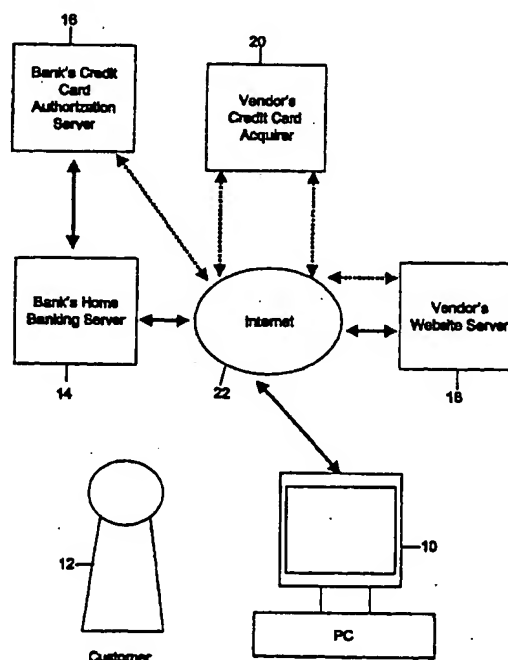 16
20
Bank's Credit
Card
Authorization
Server
Vendor's
Credit Card
Acquirer
Bank's Home
Banking Server
Internet
Vendor's
Website Server
14
22
18
12
10
PC
Customer